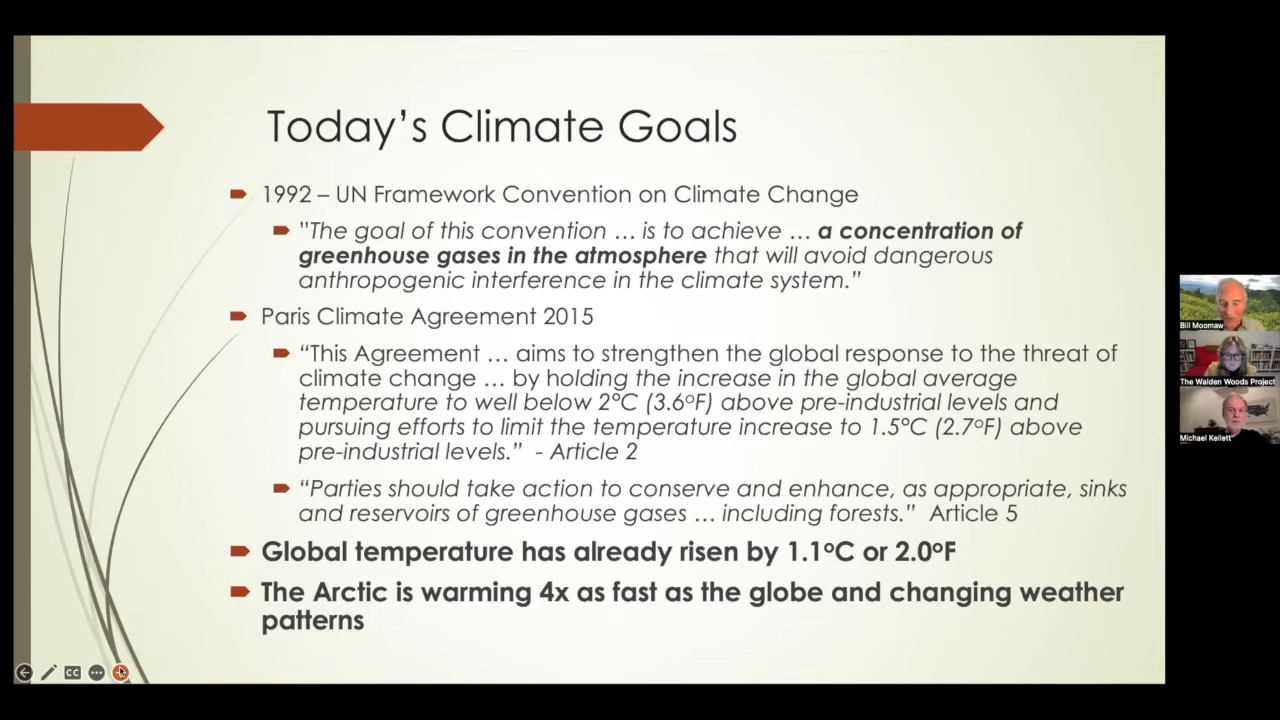 Today's Climate Goals
1992 – UN Framework Convention on Climate Change
"The goal of this convention … is to achieve … a concentration of
greenhouse gases in the atmosphere that will avoid dangerous
anthropogenic interference in the climate system."
Paris Climate Agreement 2015
"This Agreement … aims to strengthen the global response to the threat of
climate change … by holding the increase in the global average
temperature to well below 2°C (3.6°F) above pre-industrial levels and
pursuing efforts to limit the temperature increase to 1.5°C (2.7°F) above
pre-industrial levels." - Article 2
"Parties should take action to conserve and enhance, as appropriate, sinks
and reservoirs of greenhouse gases … including forests." Article 5
Global temperature has already risen by 1.1°C or 2.0°F
The Arctic is warming 4x as fast as the globe and changing weather
patterns
CC
Bill Moomaw
The Walden Woods Project
Michael Kellett